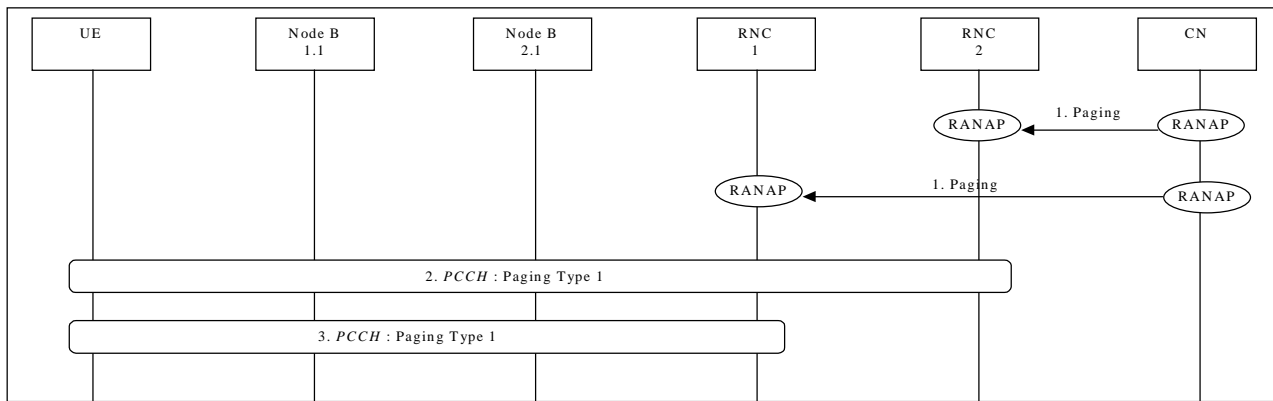 UE
Node B
1.1
Node B
2.1
RNC
1
RNC
2
CN
1. Paging
RANAP
RANAP
1. Paging
RANAP
RANAP
2. PCCH : Paging Type 1
3. PCCH : Paging Type 1